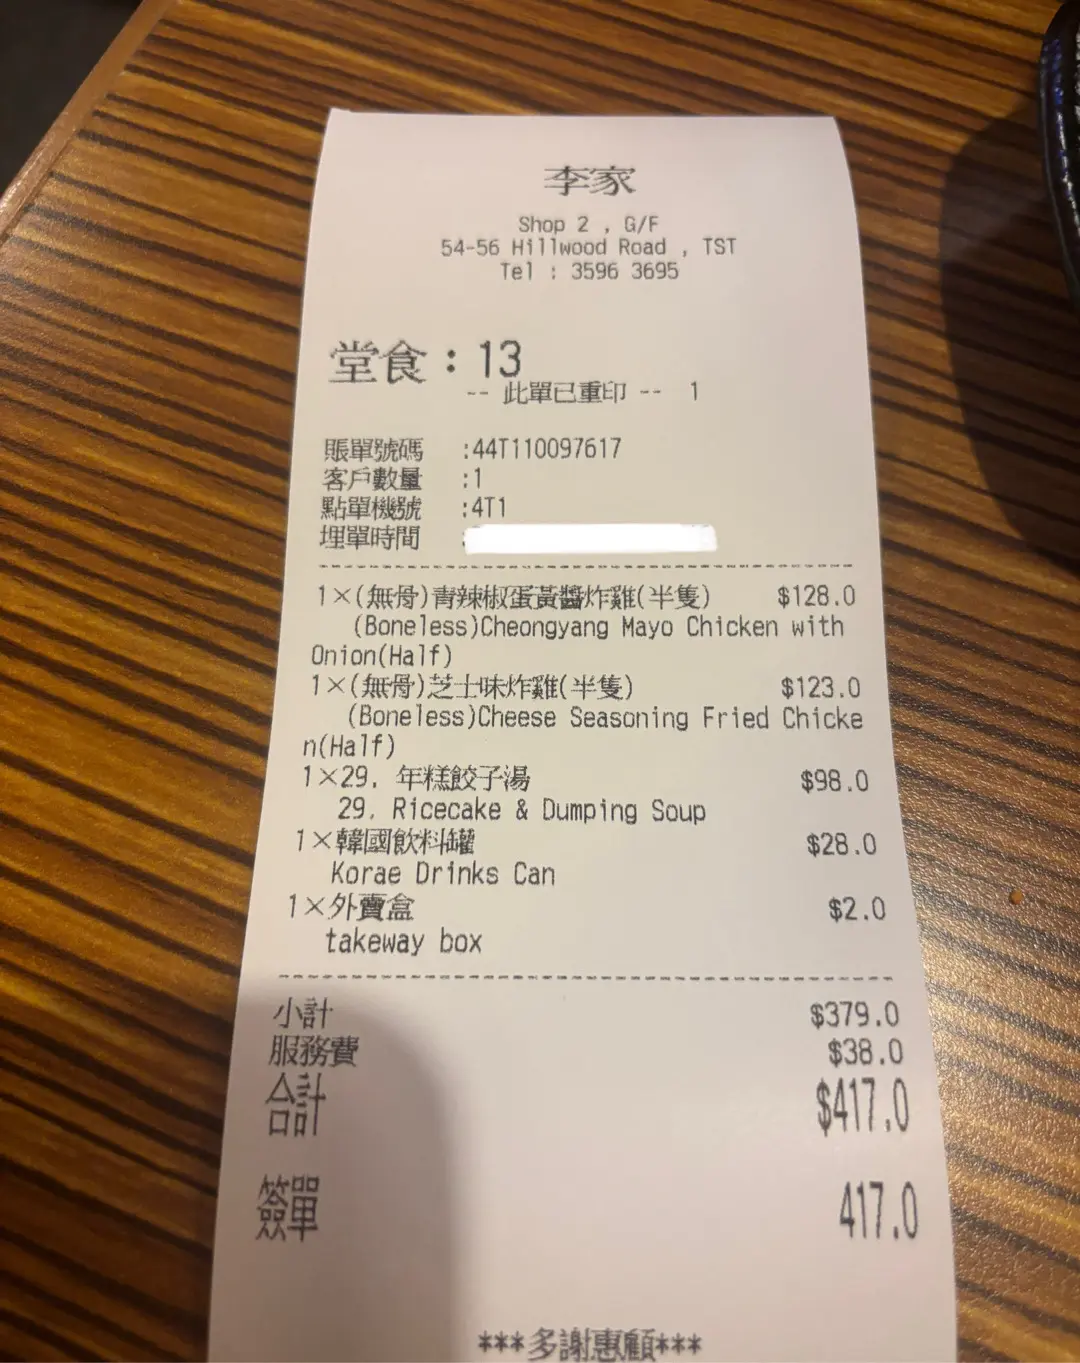 李家
Shop 2 , G/F
54-56 Hillwood Road , TST
Tel : 3596 3695
堂食：13
-- 此單已重印 -- 1
賬單號碼 :44T110097617
客戶數量 :1
點單機號 :4T1
埋單時間 :
1×(無骨)青辣椒蛋黃醬炸雞(半隻) $128.0
(Boneless)Cheongyang Mayo Chicken with
Onion(Half)
1×(無骨)芝士味炸雞(半隻) $123.0
(Boneless)Cheese Seasoning Fried Chicke
n(Half)
1×29. 年糕餃子湯 $98.0
29. Ricecake & Dumping Soup
1×韓國飲料罐 $28.0
Korae Drinks Can
1×外賣盒 $2.0
takeway box
小計 $379.0
服務費 $38.0
合計 $417.0
簽單 417.0
***多謝惠顧***